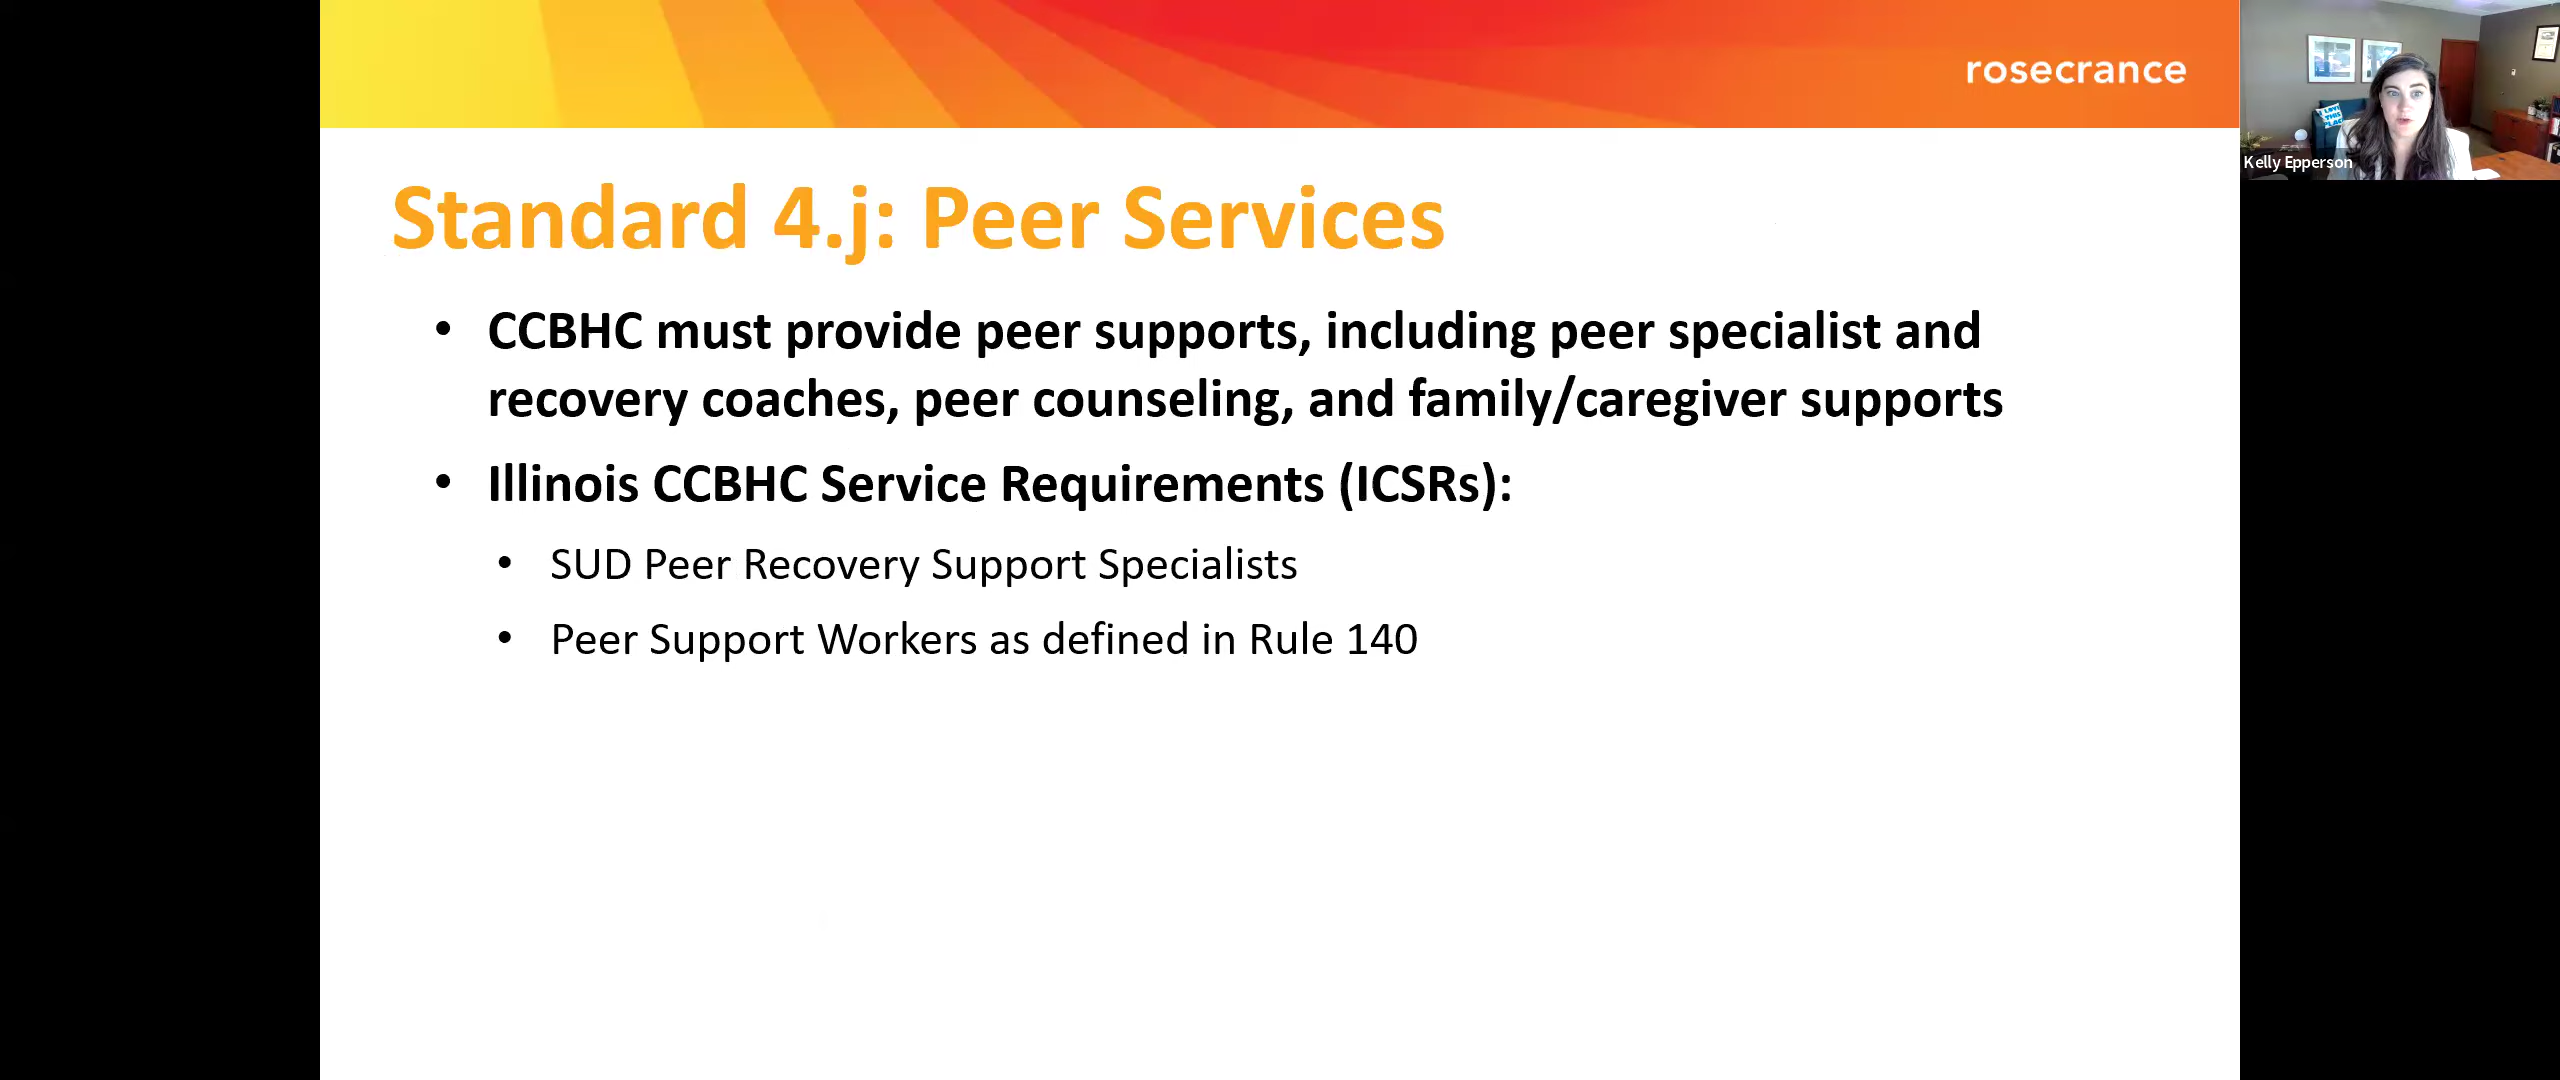 rosecrance
Kelly Epperson
Standard 4.j: Peer Services
• CCBHC must provide peer supports, including peer specialist and
recovery coaches, peer counseling, and family/caregiver supports
• Illinois CCBHC Service Requirements (ICSRs):
• SUD Peer Recovery Support Specialists
• Peer Support Workers as defined in Rule 140